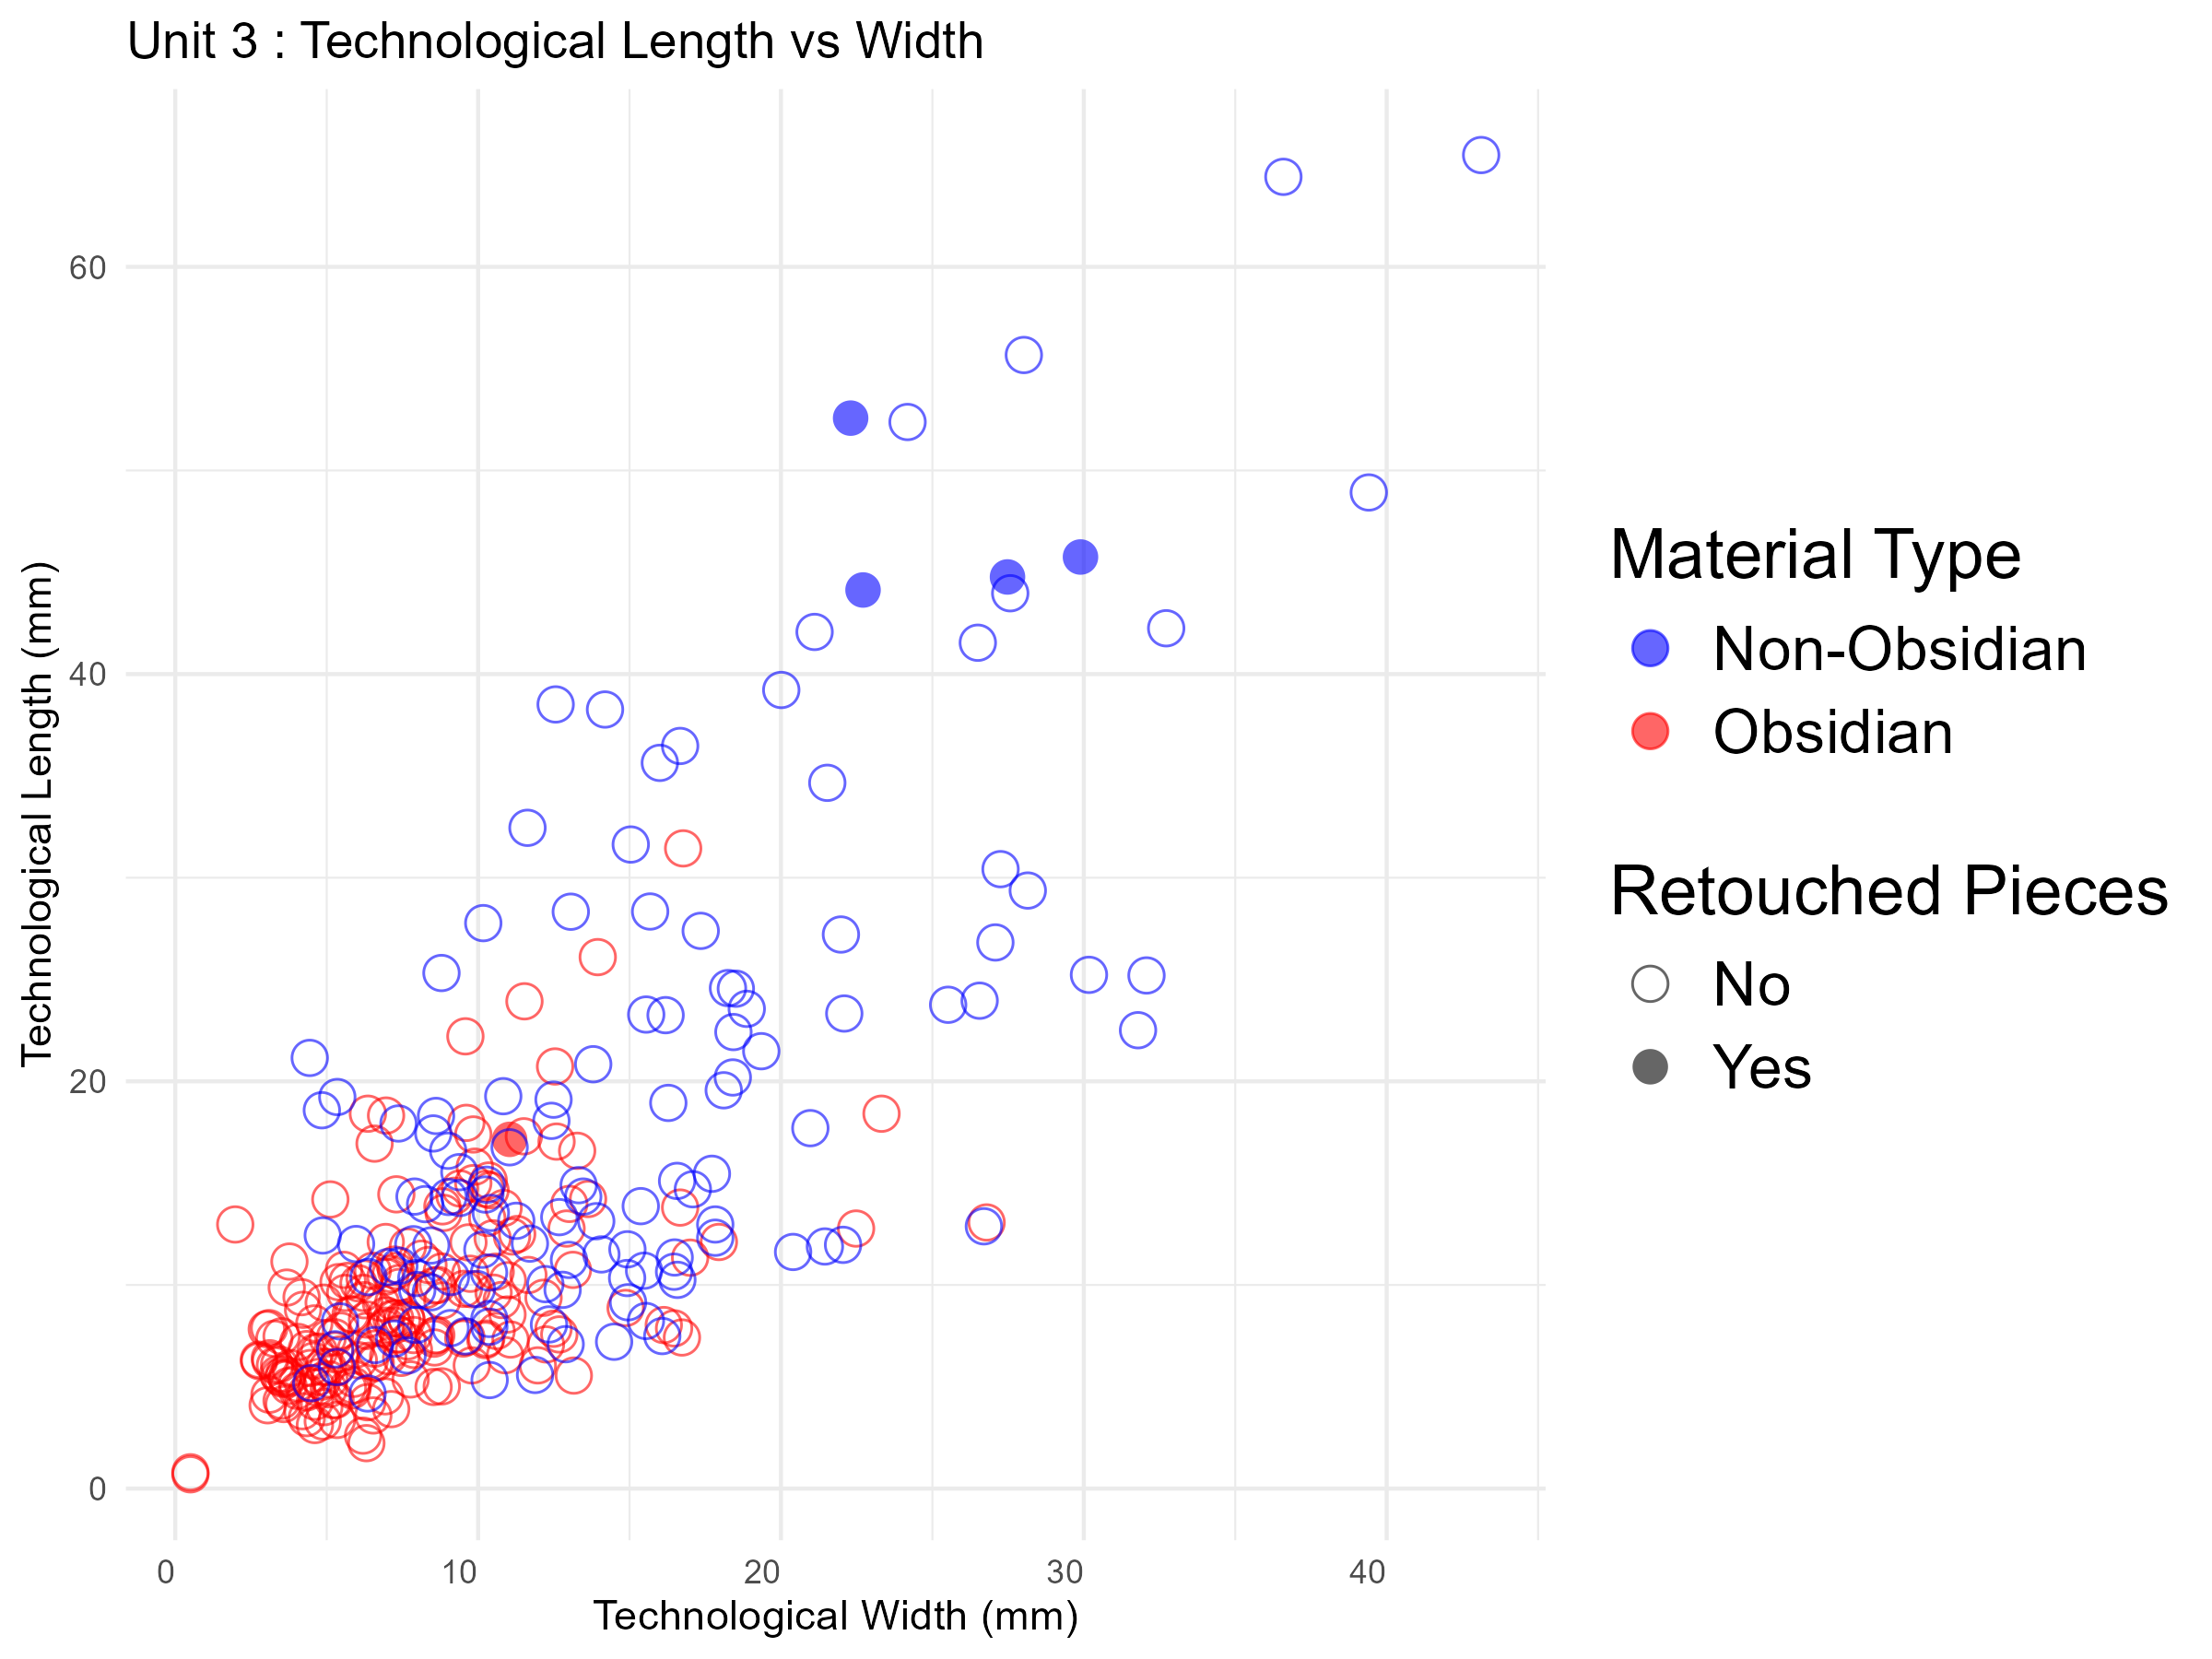 Unit 3 : Technological Length vs Width
60
40
20
0
Technological Length (mm)
0 10 20 30 40
Technological Width (mm)
Material Type
Non-Obsidian
Obsidian
Retouched Pieces
No
Yes